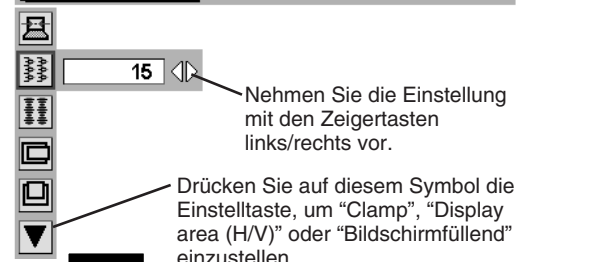 15
Nehmen Sie die Einstellung
mit den Zeigertasten
links/rechts vor.
Drücken Sie auf diesem Symbol die
Einstelltaste, um “Clamp”, “Display
area (H/V)” oder “Bildschirmfüllend”
einzustellen